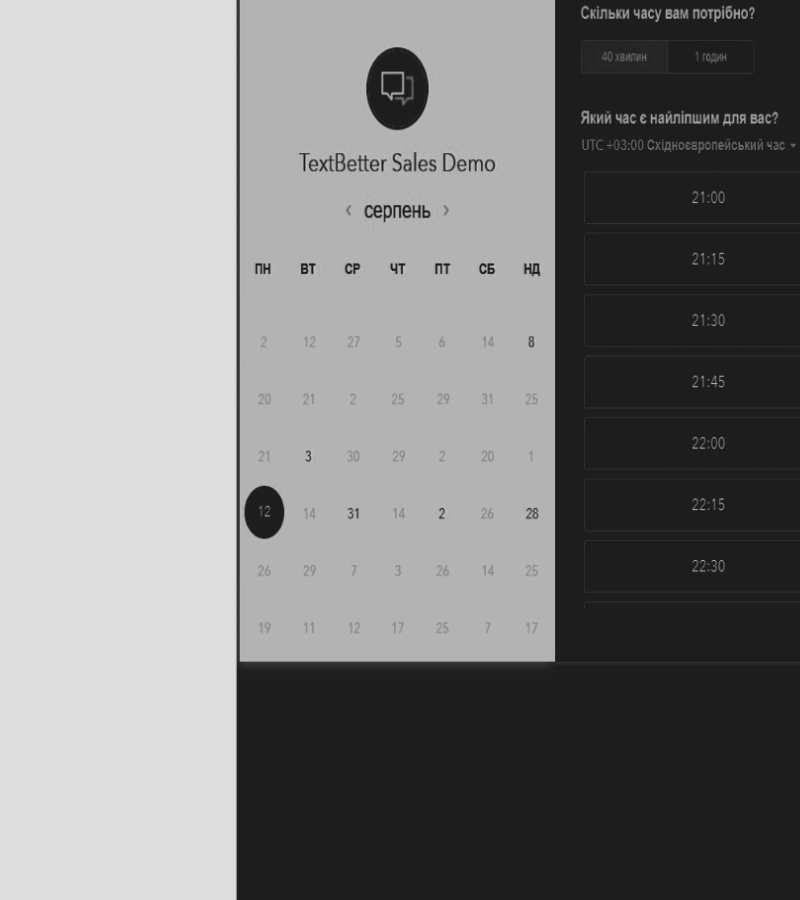 TextBetter Sales Demo
‹ серпень ›
ПН ВТ СР ЧТ ПТ СБ НД
2 12 27 5 6 14 8
20 21 2 25 29 31 25
21 3 30 29 2 20 1
12 14 31 14 2 26 28
26 29 7 3 26 14 25
19 11 12 17 25 7 17
Скільки часу вам потрібно?
40 хвилин 1 годин
Який час є найліпшим для вас?
UTC +03:00 Східноєвропейський час
21:00
21:15
21:30
21:45
22:00
22:15
22:30